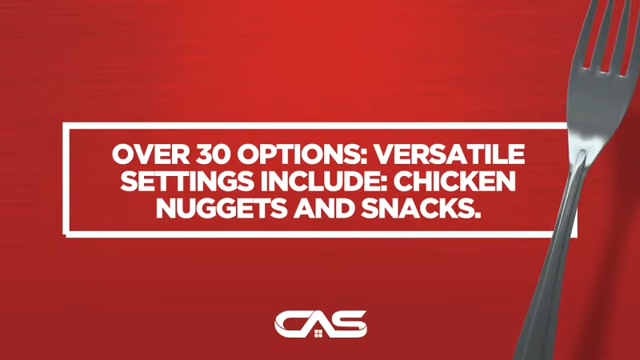 OVER 30 OPTIONS: VERSATILE
SETTINGS INCLUDE: CHICKEN
NUGGETS AND SNACKS.
CAS